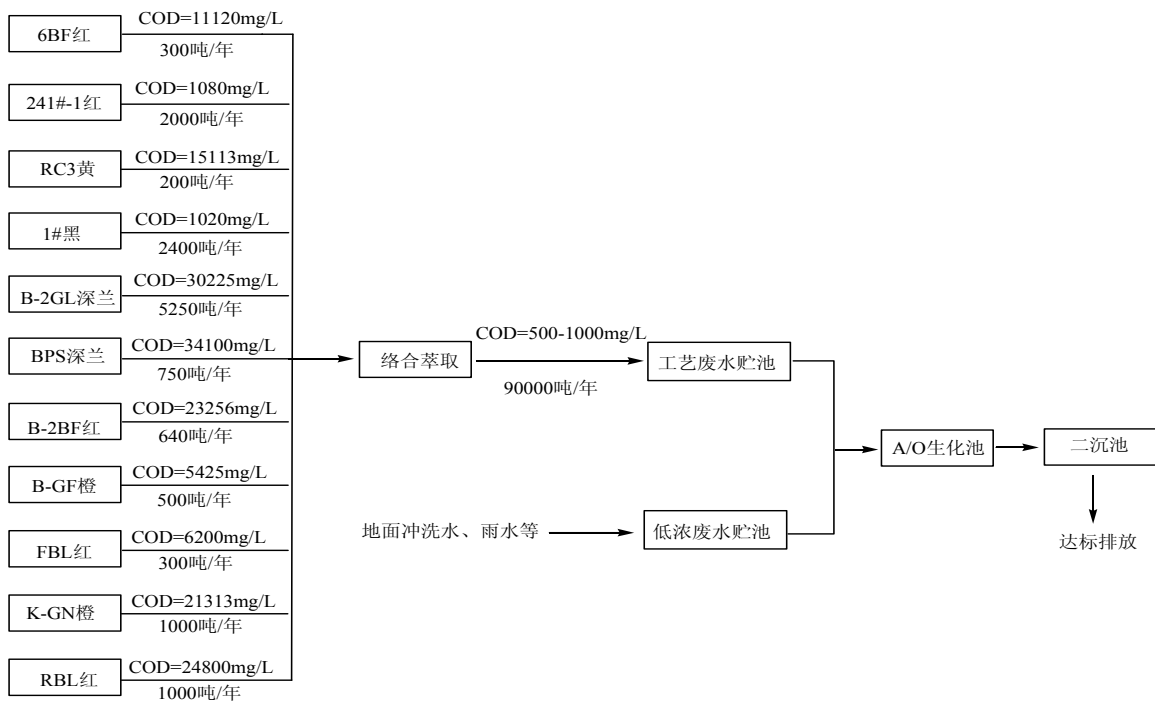 6BF红
COD=11120mg/L
300吨/年
241#-1红
COD=1080mg/L
2000吨/年
RC3黄
COD=15113mg/L
200吨/年
1#黑
COD=1020mg/L
2400吨/年
B-2GL深兰
COD=30225mg/L
5250吨/年
BPS深兰
COD=34100mg/L
750吨/年
B-2BF红
COD=23256mg/L
640吨/年
B-GF橙
COD=5425mg/L
500吨/年
FBL红
COD=6200mg/L
300吨/年
K-GN橙
COD=21313mg/L
1000吨/年
RBL红
COD=24800mg/L
1000吨/年
络合萃取
COD=500-1000mg/L
90000吨/年
工艺废水贮池
地面冲洗水、雨水等
低浓废水贮池
A/O生化池
二沉池
达标排放